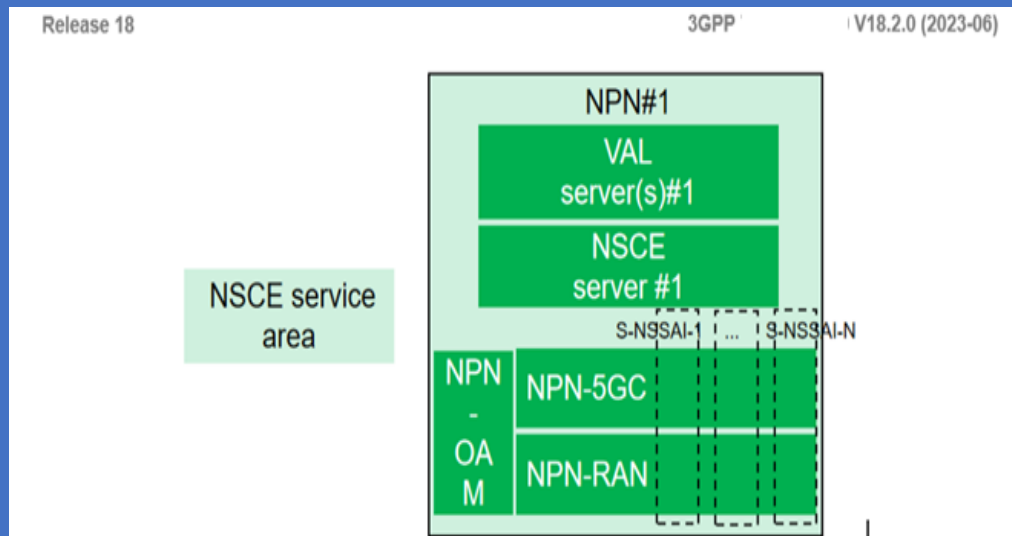 Release 18
3GPP
V18.2.0 (2023-06)
NPN#1
VAL
server(s)#1
NSCE
server #1
NSCE service
area
S-NSSAI-1
...
S-NSSAI-N
NPN
-
OA
M
NPN-5GC
NPN-RAN